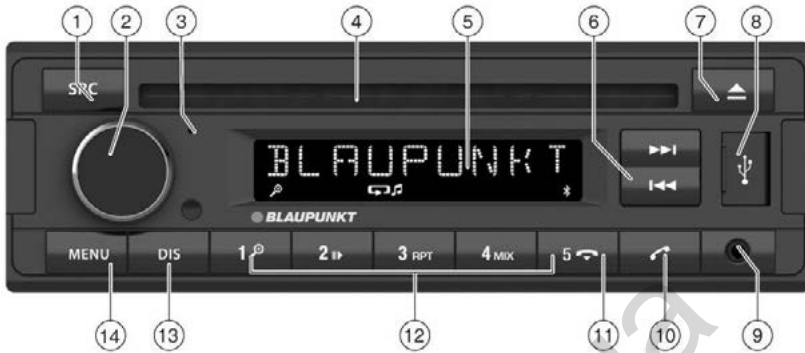 1 2 3 4 5 6 7 8
SRC
BLAUPUNKT
BLAUPUNKT
MENU DIS 1 2 3 RPT 4 MIX 5
14 13 12 11 10 9